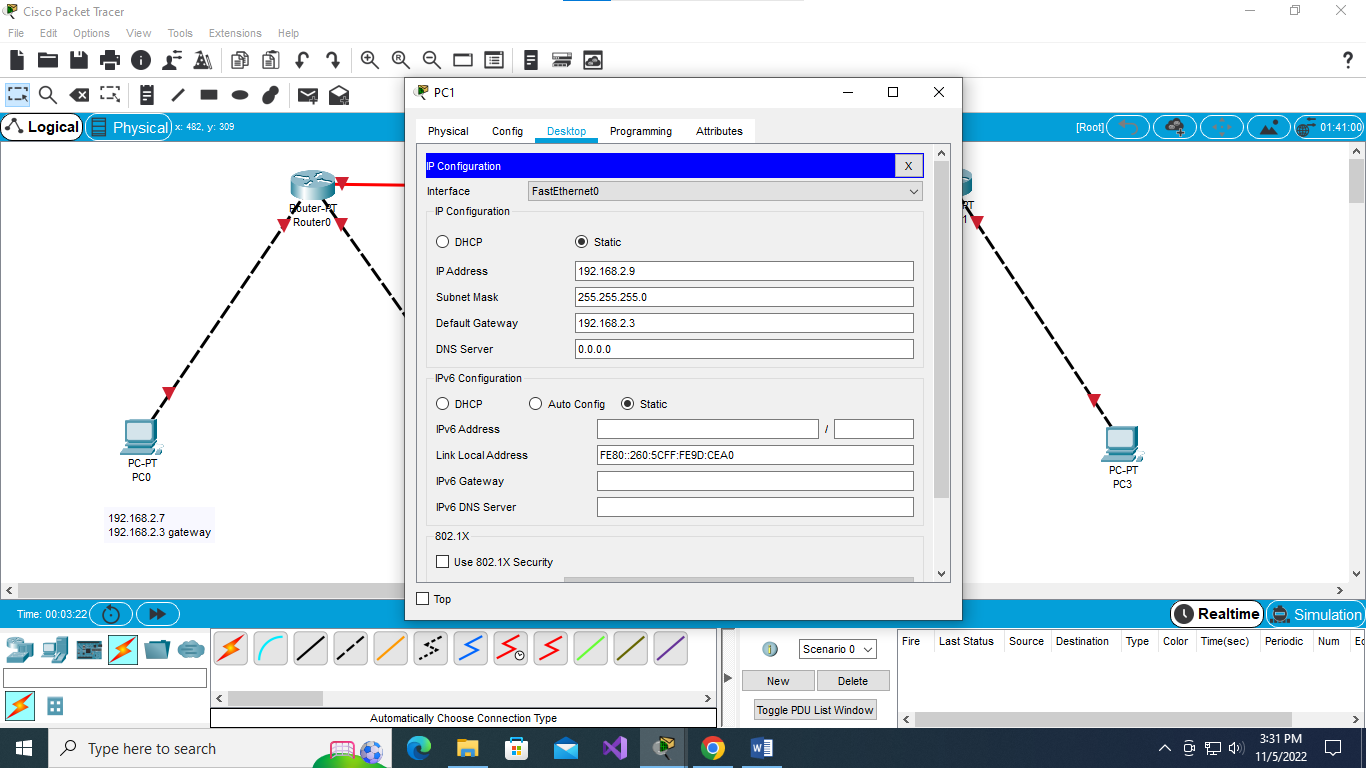 Cisco Packet Tracer
File Edit Options View Tools Extensions Help
PC1
Logical Physical x: 482, y: 309
[Root] 01:41:00
Physical Config Desktop Programming Attributes
IP Configuration X
Interface FastEthernet0
IP Configuration
DHCP Static
IP Address 192.168.2.9
Subnet Mask 255.255.255.0
Default Gateway 192.168.2.3
DNS Server 0.0.0.0
IPv6 Configuration
DHCP Auto Config Static
IPv6 Address /
Link Local Address FE80::260:5CFF:FE9D:CEA0
IPv6 Gateway
IPv6 DNS Server
802.1X
Use 802.1X Security
Top
Router-PT
Router0
PT
1
PC-PT
PC0
192.168.2.7
192.168.2.3 gateway
PC-PT
PC3
Time: 00:03:22
Realtime Simulation
Automatically Choose Connection Type
Scenario 0
New Delete
Toggle PDU List Window
Fire Last Status Source Destination Type Color Time(sec) Periodic Num Ec
Type here to search
3:31 PM
11/5/2022